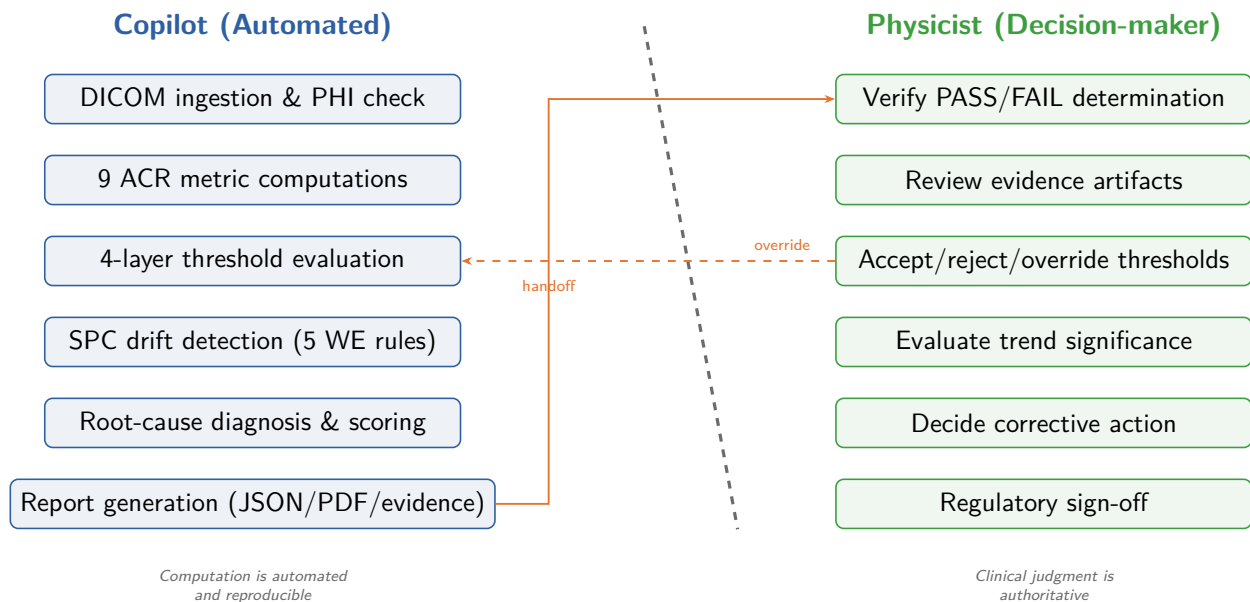 Copilot (Automated)
DICOM ingestion & PHI check
9 ACR metric computations
4-layer threshold evaluation
SPC drift detection (5 WE rules)
Root-cause diagnosis & scoring
Report generation (JSON/PDF/evidence)
Computation is automated
and reproducible
handoff
override
Physicist (Decision-maker)
Verify PASS/FAIL determination
Review evidence artifacts
Accept/reject/override thresholds
Evaluate trend significance
Decide corrective action
Regulatory sign-off
Clinical judgment is
authoritative